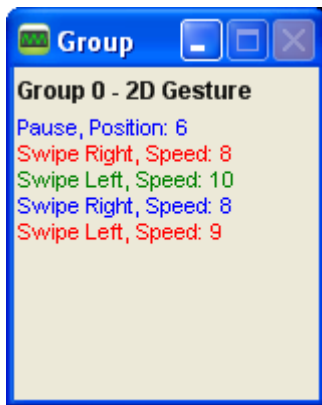 Group
Group 0 - 2D Gesture
Pause, Position: 6
Swipe Right, Speed: 8
Swipe Left, Speed: 10
Swipe Right, Speed: 8
Swipe Left, Speed: 9